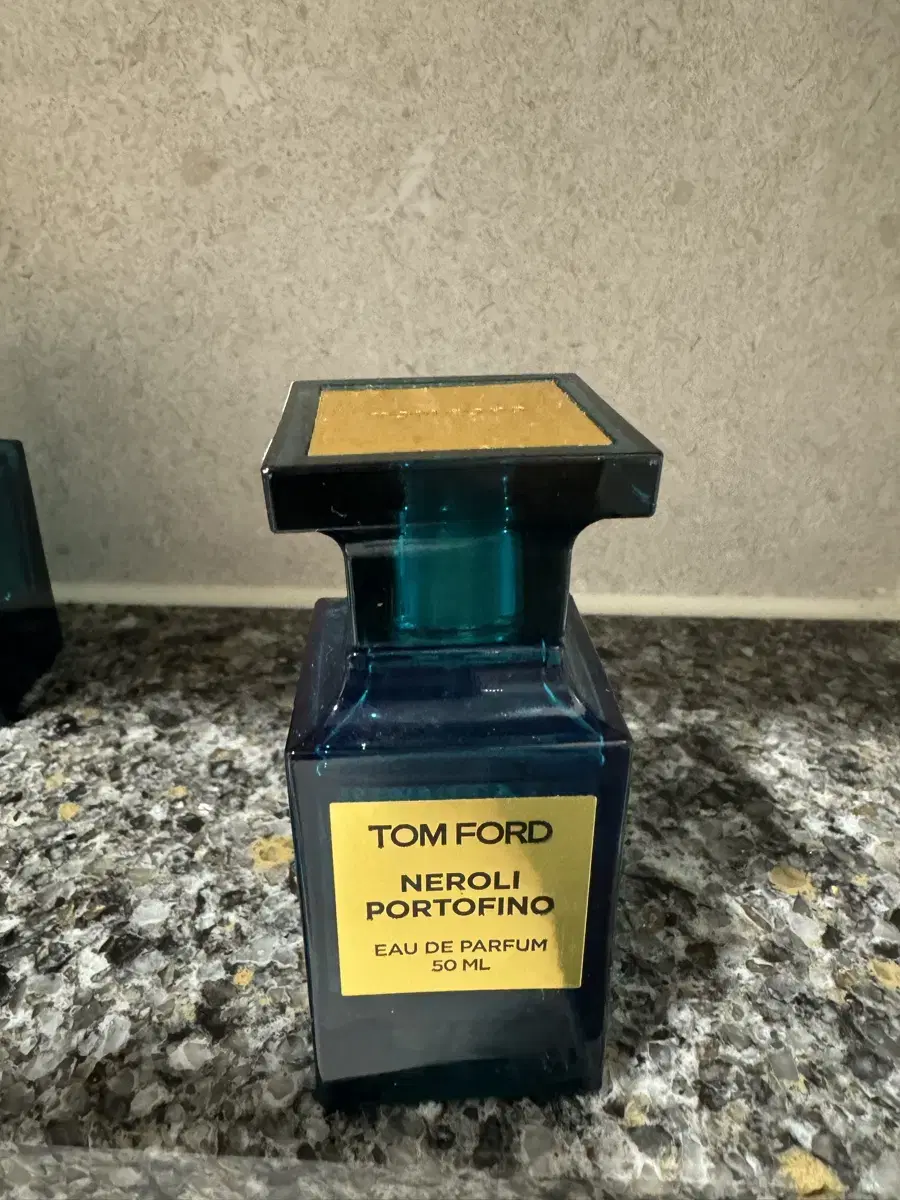 TOM FORD
NEROLI
PORTOFINO
EAU DE PARFUM
50 ML